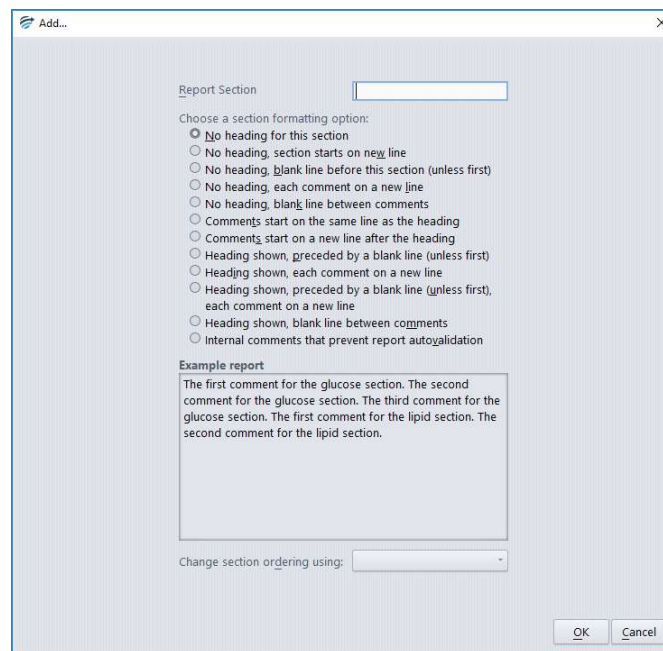 Add...
Report Section
Choose a section formatting option:
No heading for this section
No heading, section starts on new line
No heading, blank line before this section (unless first)
No heading, each comment on a new line
No heading, blank line between comments
Comments start on the same line as the heading
Comments start on a new line after the heading
Heading shown, preceded by a blank line (unless first)
Heading shown, each comment on a new line
Heading shown, preceded by a blank line (unless first),
each comment on a new line
Heading shown, blank line between comments
Internal comments that prevent report autovalidation
Example report
The first comment for the glucose section. The second
comment for the glucose section. The third comment for the
glucose section. The first comment for the lipid section. The
second comment for the lipid section.
Change section ordering using:
OK
Cancel